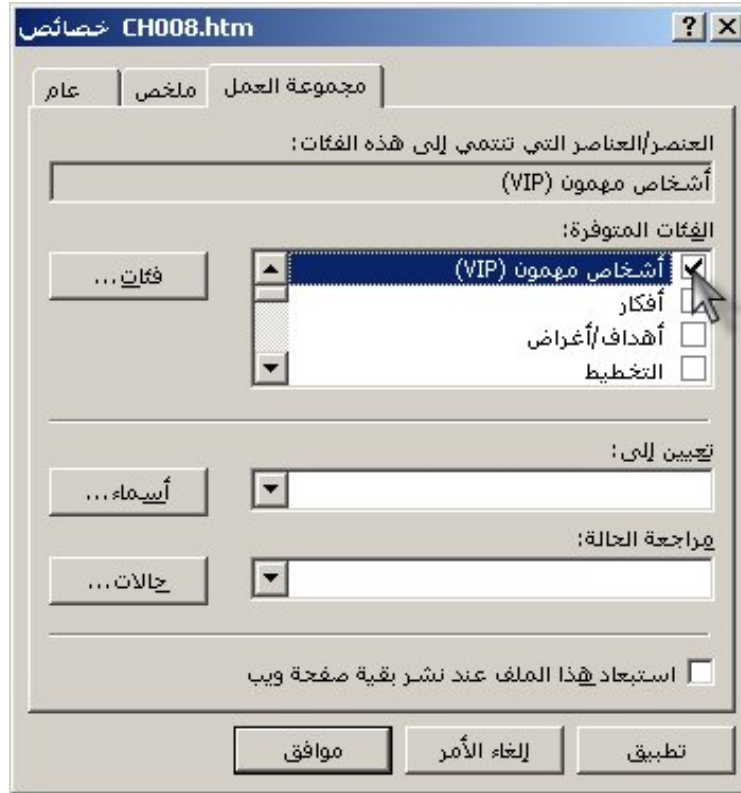 خصائص CH008.htm
عام
ملخص
مجموعة العمل
العنصر/العناصر التي تنتمي إلى هذه الفئات:
أشخاص مهمون (VIP)
الفئات المتوفرة:
أشخاص مهمون (VIP)
أفكار
أهداف/أغراض
التخطيط
فئات...
تعيين إلى:
أسماء...
مراجعة الحالة:
حالات...
استبعاد هذا الملف عند نشر بقية صفحة ويب
موافق
إلغاء الأمر
تطبيق